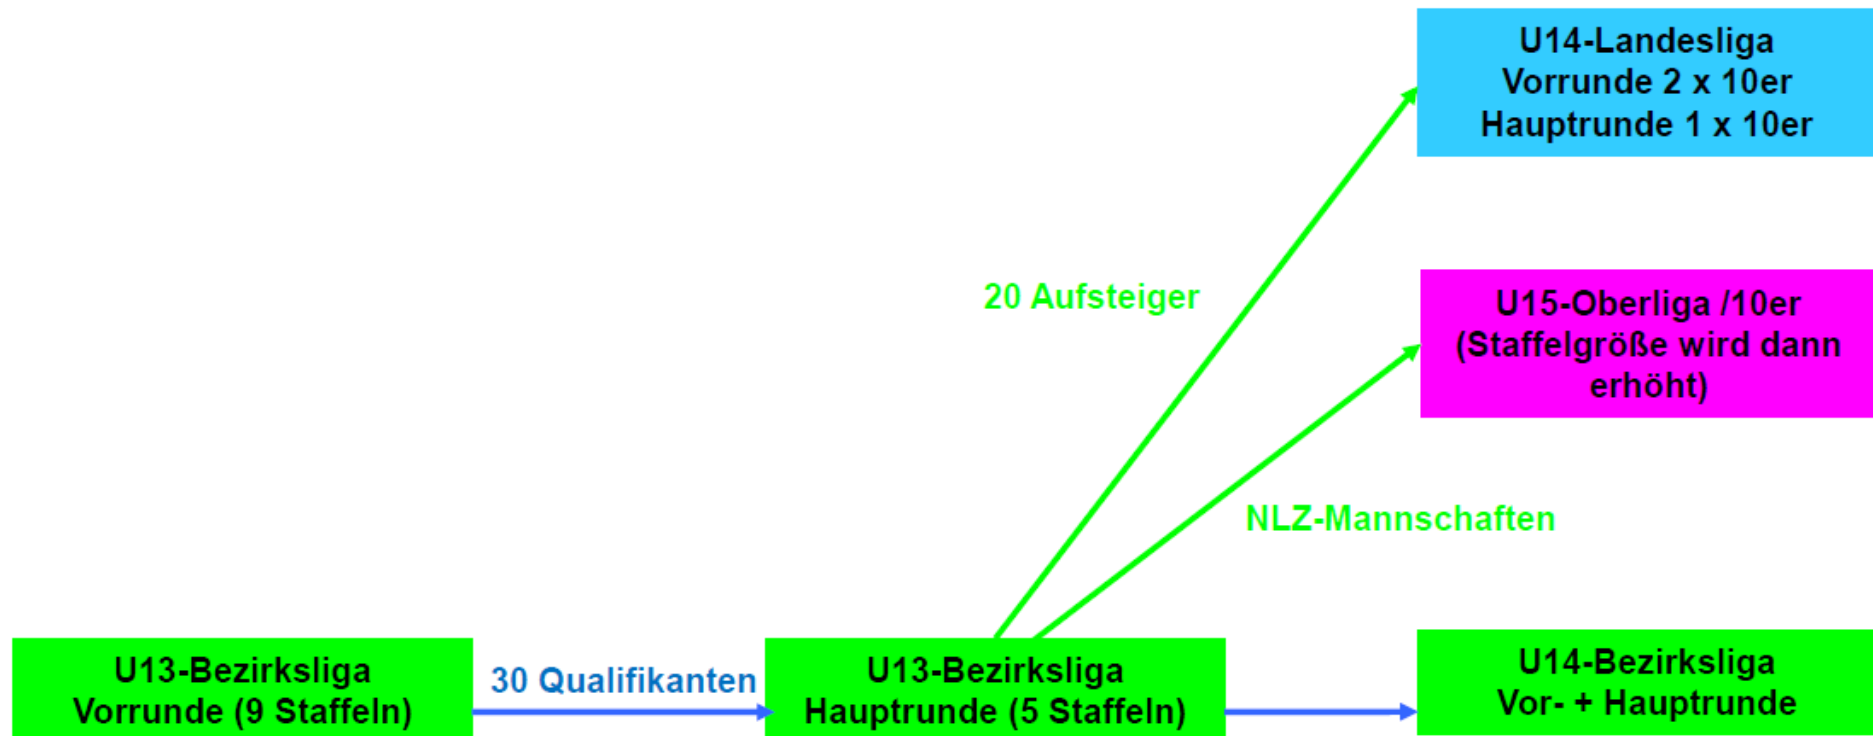 U14-Landesliga
Vorrunde 2 x 10er
Hauptrunde 1 x 10er
20 Aufsteiger
U15-Oberliga /10er
(Staffelgröße wird dann
erhöht)
NLZ-Mannschaften
U13-Bezirksliga
Vorrunde (9 Staffeln)
30 Qualifikanten
U13-Bezirksliga
Hauptrunde (5 Staffeln)
U14-Bezirksliga
Vor- + Hauptrunde